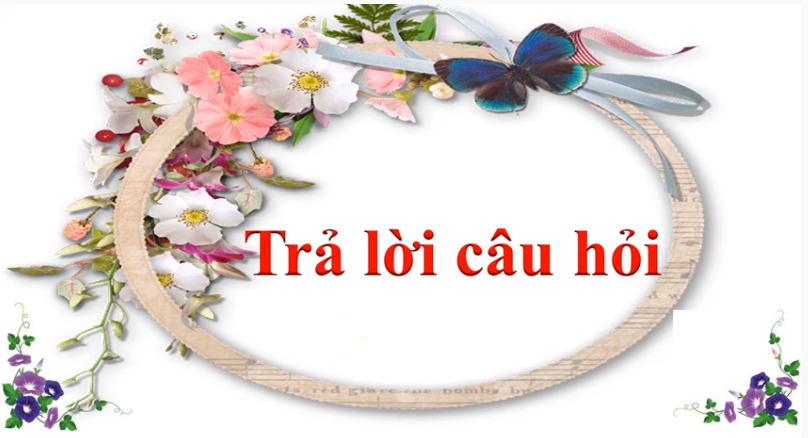 Trả lời câu hỏi